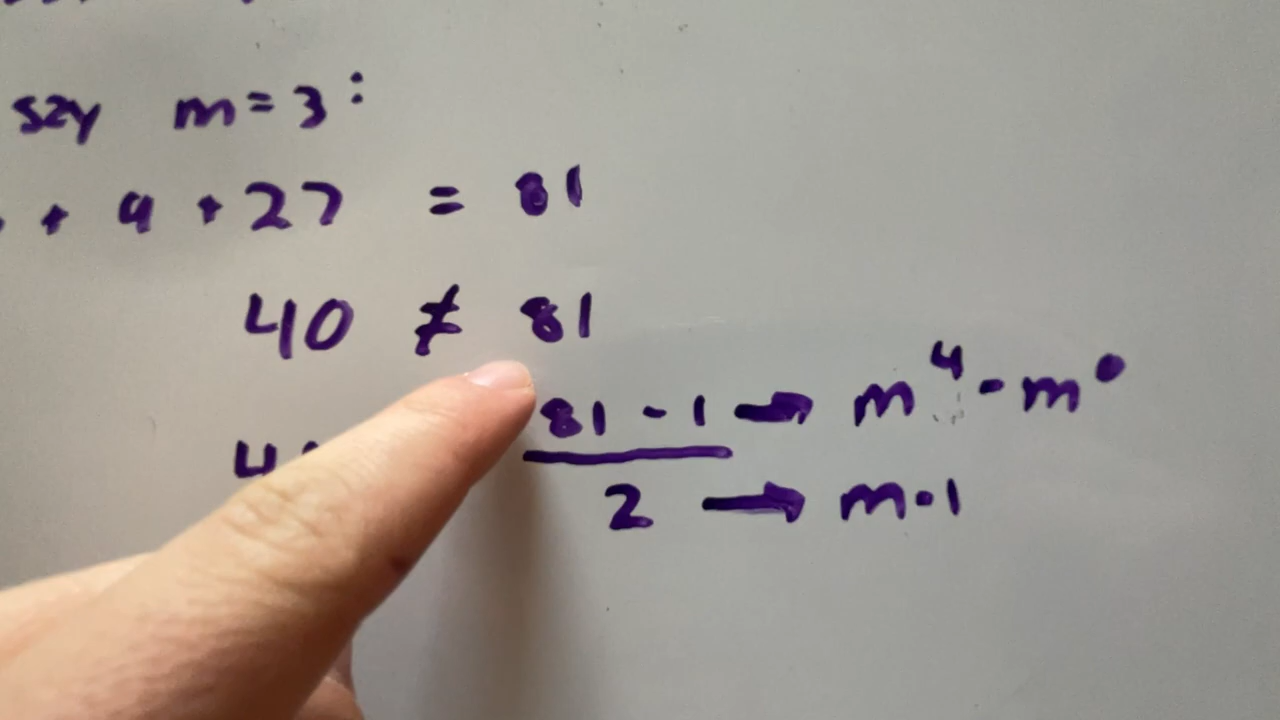 say m=3:
+ 9 + 27 = 81
40 ≠ 81
81 - 1 → m⁴ - m⁰
2 → m-1